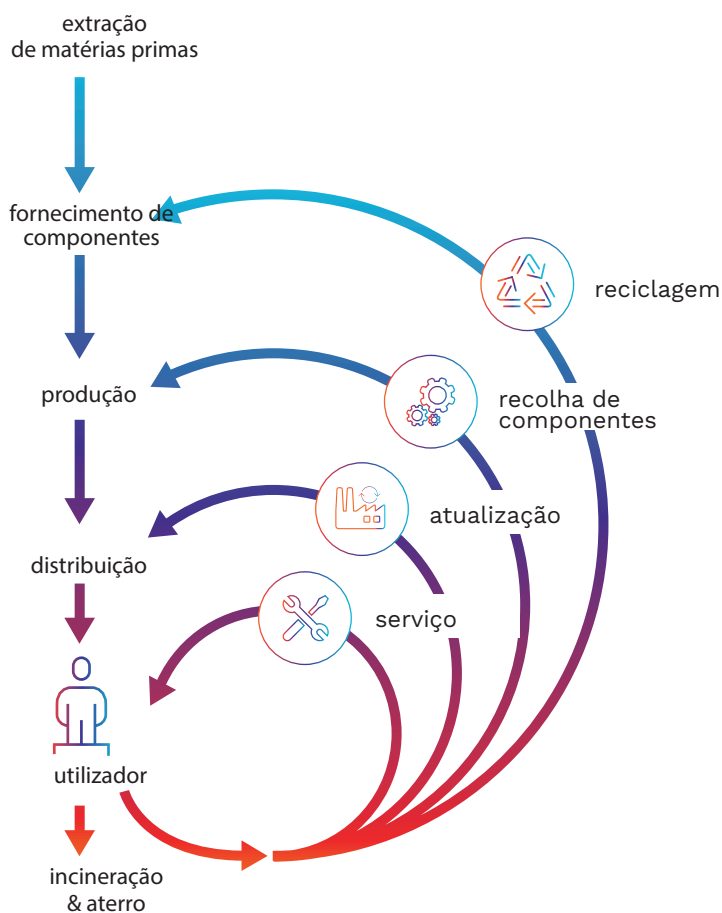 extração
de matérias primas
fornecimento de
componentes
reciclagem
produção
recolha de
componentes
atualização
distribuição
serviço
utilizador
incineração
& aterro